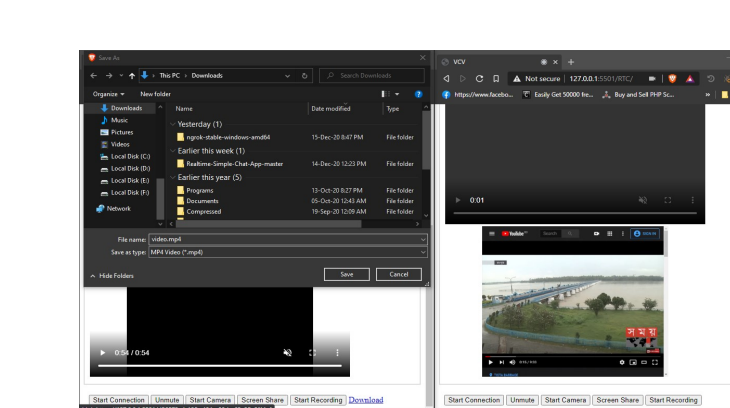 Save As
This PC › Downloads
Search Downloads
Organize
New folder
Downloads
Music
Pictures
Videos
Local Disk (C:)
Local Disk (D:)
Local Disk (E:)
Local Disk (F:)
Network
Name
Date modified
Type
Yesterday (1)
ngrok-stable-windows-amd64
15-Dec-20 8:47 PM
File folder
Earlier this week (1)
Realtime-Simple-Chat-App-master
14-Dec-20 12:23 PM
File folder
Earlier this year (5)
Programs
13-Oct-20 8:27 PM
File folder
Documents
05-Oct-20 12:43 AM
File folder
Compressed
19-Sep-20 12:09 AM
File folder
File name: video.mp4
Save as type: MP4 Video (*.mp4)
Hide Folders
Save
Cancel
0:54 / 0:54
Start Connection
Unmute
Start Camera
Screen Share
Start Recording
Download
VCV
Not secure | 127.0.0.1:5501/RTC/
https://www.facebo...
Easily Get 50000 fre...
Buy and Sell PHP Sc...
0:01
YouTube
Search
SIGN IN
সময়
Start Connection
Unmute
Start Camera
Screen Share
Start Recording